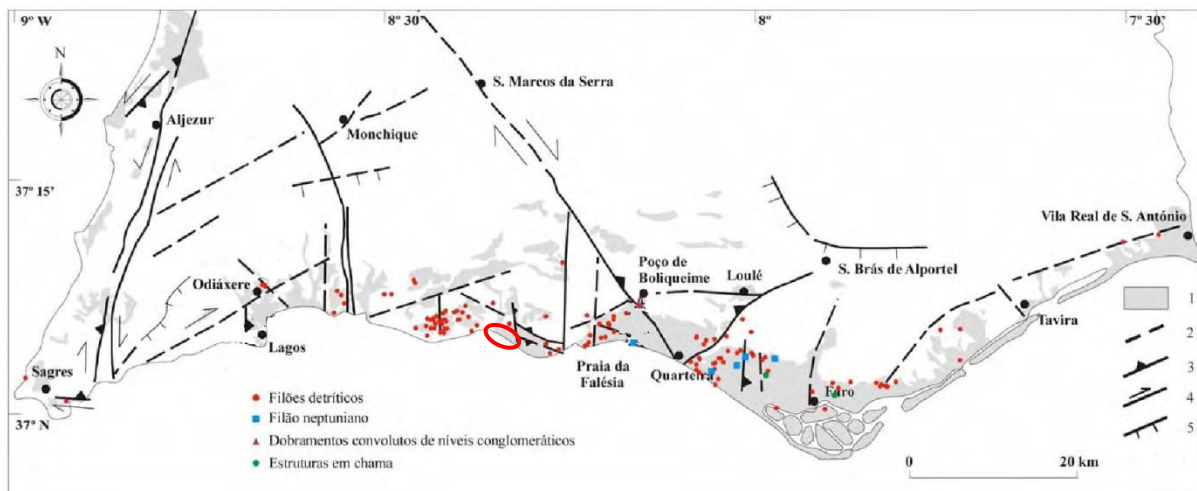 9º W
8º 30'
8º
7º 30'
N
S. Marcos da Serra
Aljezur
Monchique
37º 15'
Vila Real de S. António
Poço de
Boliqueime
Loulé
S. Brás de Alportel
Odiáxere
1
Tavira
2
Lagos
Praia da
Falésia
Quarteira
3
Sagres
Faro
Filões detríticos
4
37º N
Filão neptuniano
Dobramentos convolutos de níveis conglomeráticos
5
Estruturas em chama
0
20 km